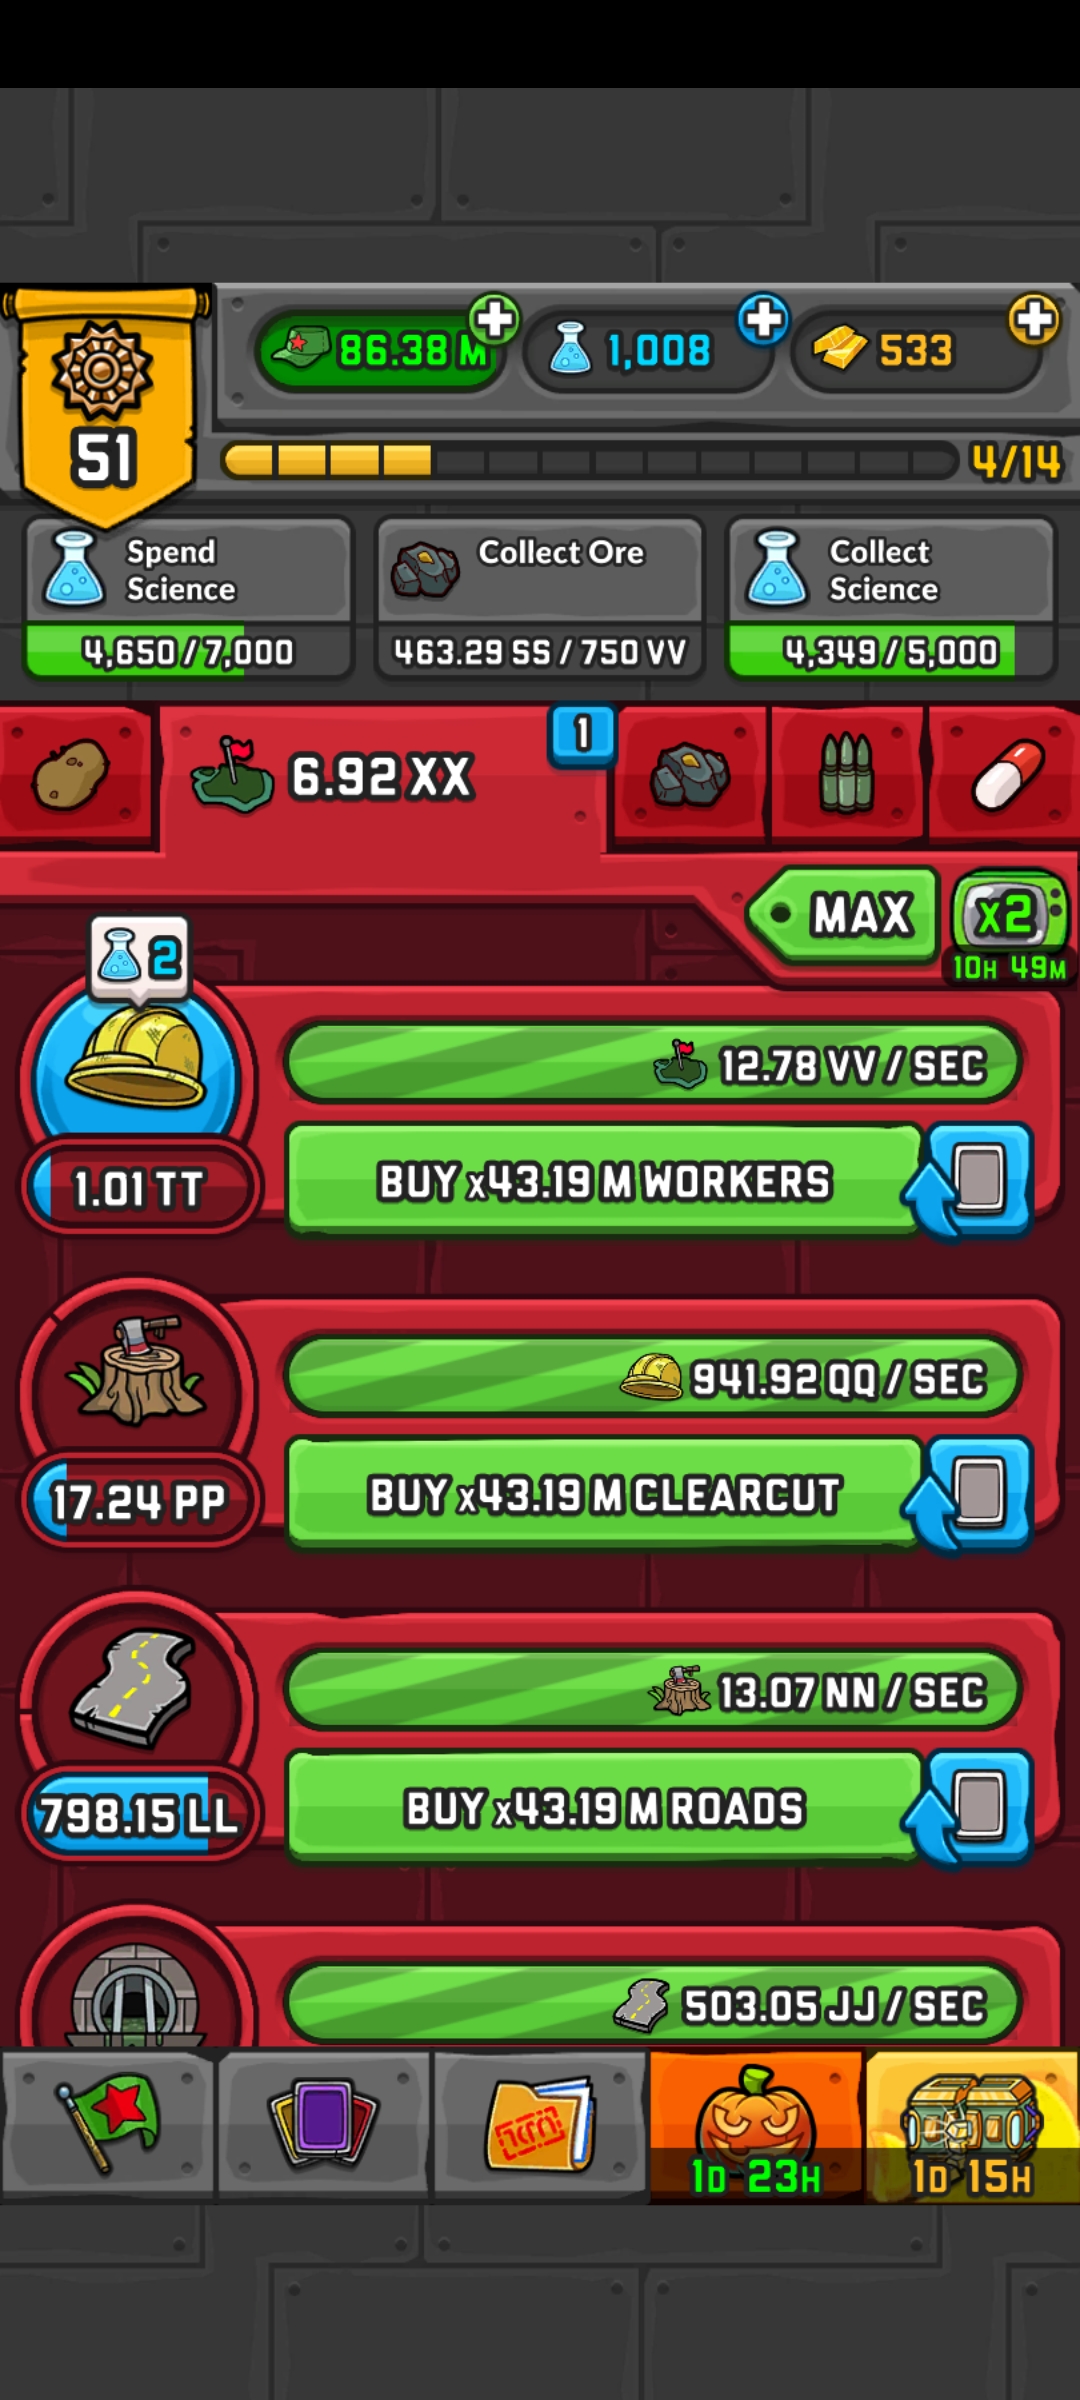 86.38 M
1,008
533
51
4/14
Spend
Science
4,650/7,000
Collect Ore
463.29 SS/750 VV
Collect
Science
4,349/5,000
6.92 XX
1
MAX
x2
10H 49M
2
12.78 VV/SEC
1.01 TT
BUY x43.19 M WORKERS
941.92 QQ/SEC
17.24 PP
BUY x43.19 M CLEARCUT
13.07 NN/SEC
798.15 LL
BUY x43.19 M ROADS
503.05 JJ/SEC
1D 23H
1D 15H